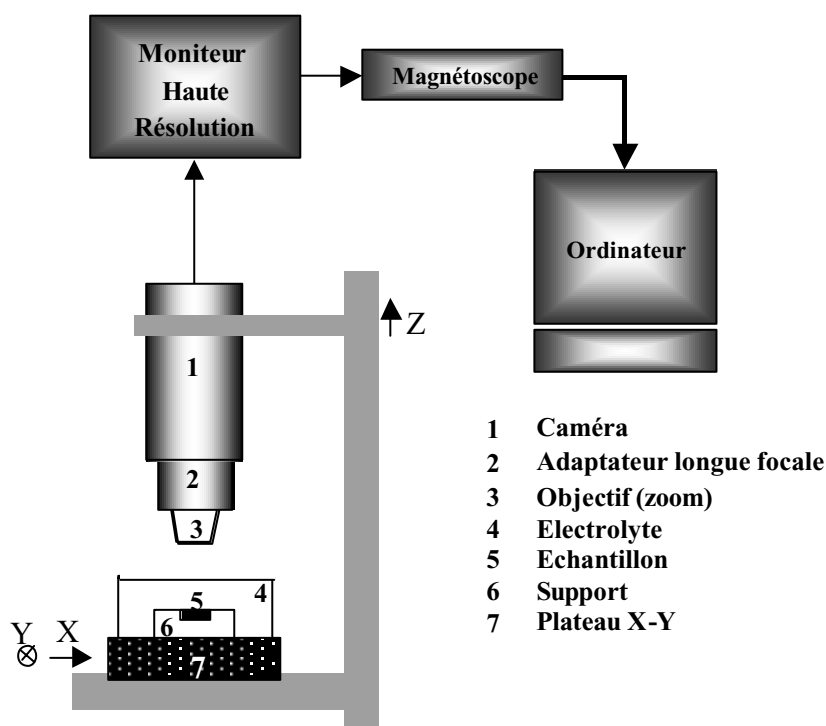 Moniteur
Haute
Résolution
Magnétoscope
Ordinateur
Z
1
2
3
4
5
6
7
Y X
1 Caméra
2 Adaptateur longue focale
3 Objectif (zoom)
4 Electrolyte
5 Echantillon
6 Support
7 Plateau X-Y